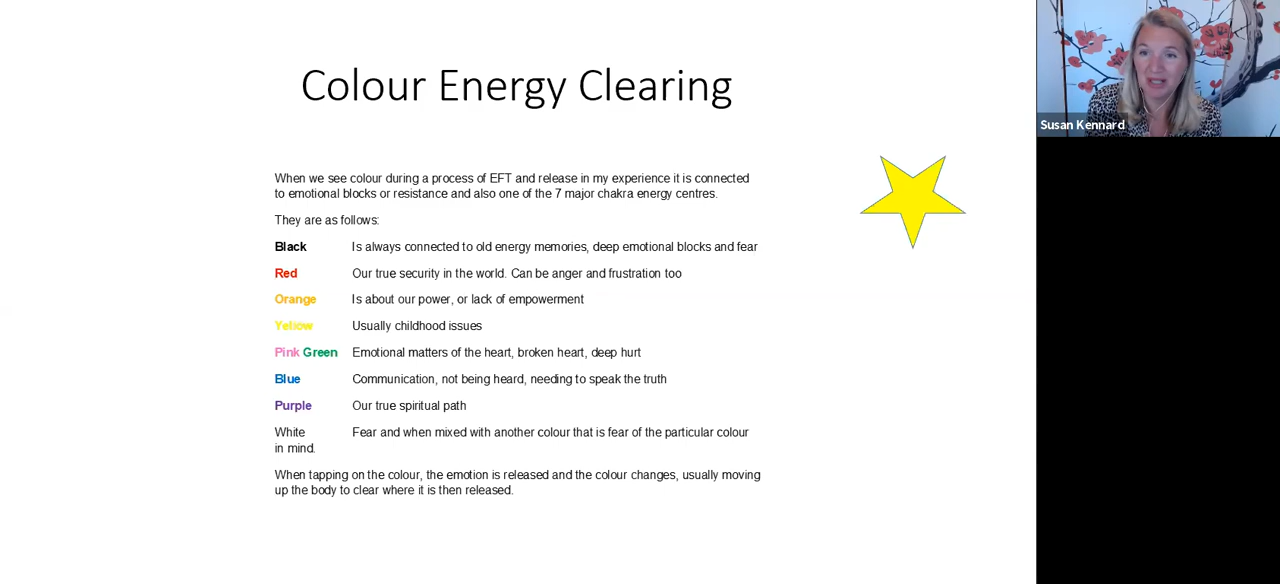 Colour Energy Clearing
Susan Kennard
When we see colour during a process of EFT and release in my experience it is connected
to emotional blocks or resistance and also one of the 7 major chakra energy centres.
They are as follows:
Black Is always connected to old energy memories, deep emotional blocks and fear
Red Our true security in the world. Can be anger and frustration too
Orange Is about our power, or lack of empowerment
Yellow Usually childhood issues
Pink Green Emotional matters of the heart, broken heart, deep hurt
Blue Communication, not being heard, needing to speak the truth
Purple Our true spiritual path
White Fear and when mixed with another colour that is fear of the particular colour
in mind.
When tapping on the colour, the emotion is released and the colour changes, usually moving
up the body to clear where it is then released.